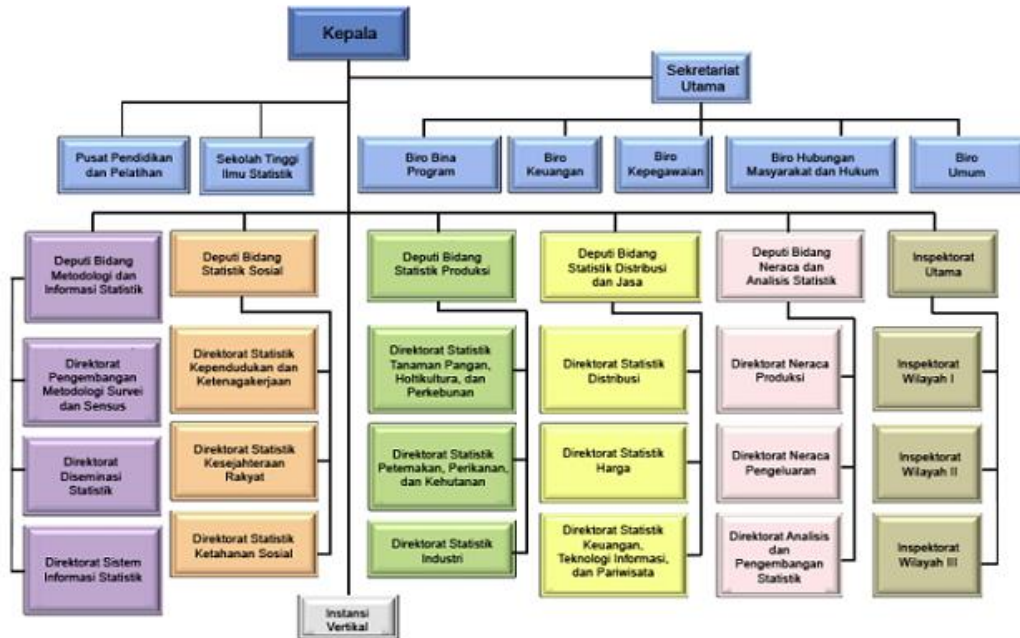 Kepala
Sekretariat
Utama
Pusat Pendidikan
dan Pelatihan
Sekolah Tinggi
Ilmu Statistik
Biro Bina
Program
Biro
Keuangan
Biro
Kepegawaian
Biro Hubungan
Masyarakat dan Hukum
Biro
Umum
Deputi Bidang
Metodologi dan
Informasi Statistik
Deputi Bidang
Statistik Sosial
Deputi Bidang
Statistik Produksi
Deputi Bidang
Statistik Distribusi
dan Jasa
Deputi Bidang
Neraca dan
Analisis Statistik
Inspektorat
Utama
Direktorat
Pengembangan
Metodologi Survei
dan Sensus
Direktorat Statistik
Kependudukan dan
Ketenagakerjaan
Direktorat Statistik
Tanaman Pangan,
Holtikultura, dan
Perkebunan
Direktorat Statistik
Distribusi
Direktorat Neraca
Produksi
Inspektorat
Wilayah I
Direktorat
Diseminasi
Statistik
Direktorat Statistik
Kesejahteraan
Rakyat
Direktorat Statistik
Peternakan, Perikanan,
dan Kehutanan
Direktorat Statistik
Harga
Direktorat Neraca
Pengeluaran
Inspektorat
Wilayah II
Direktorat Sistem
Informasi Statistik
Direktorat Statistik
Ketahanan Sosial
Direktorat Statistik
Industri
Direktorat Statistik
Keuangan,
Teknologi Informasi,
dan Pariwisata
Direktorat Analisis
dan
Pengembangan
Statistik
Inspektorat
Wilayah III
Instansi
Vertikal